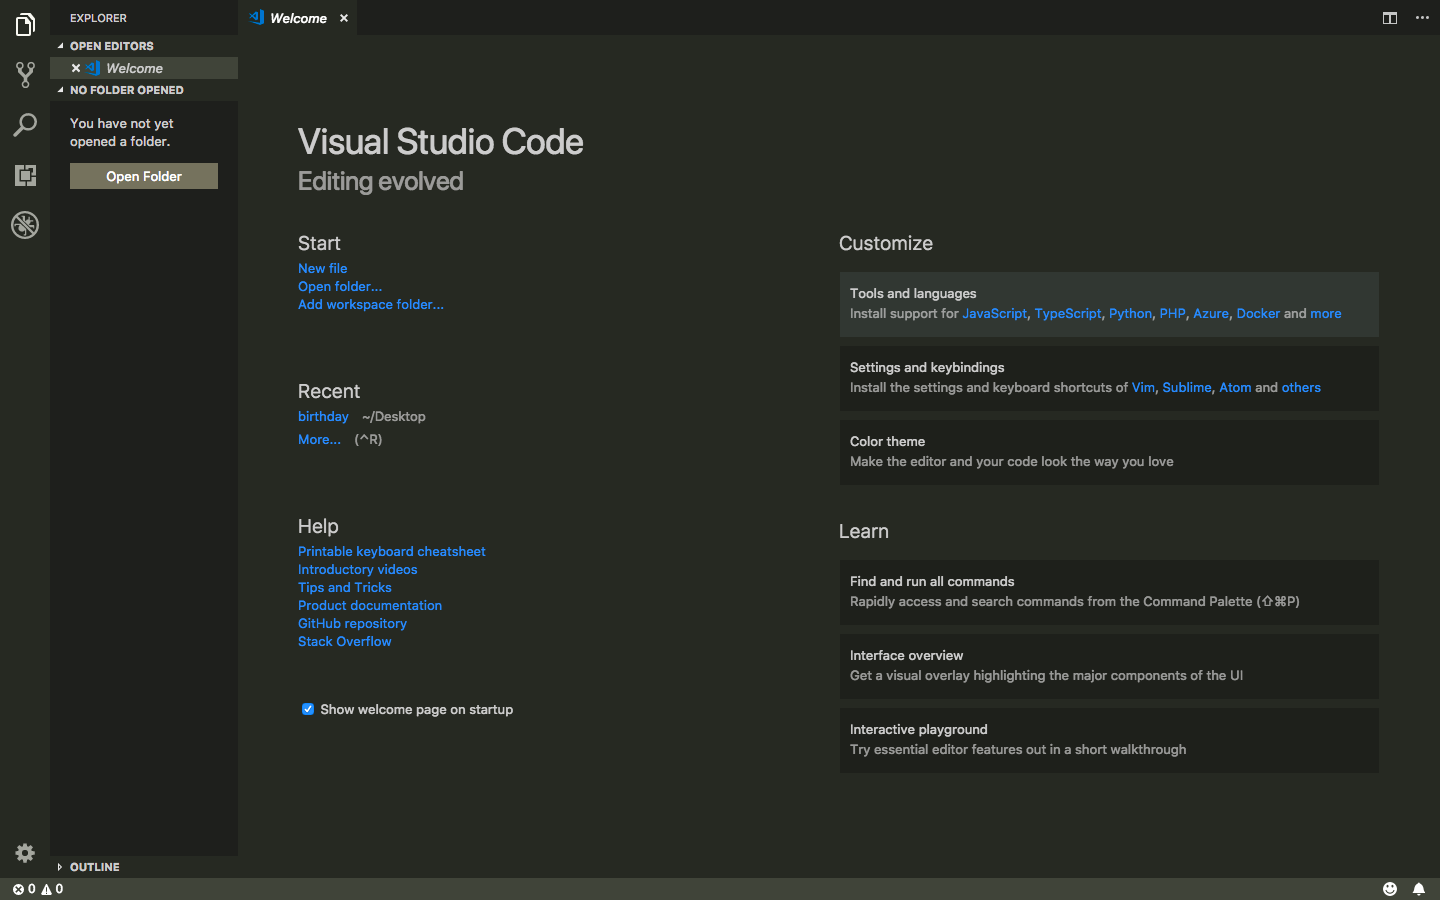 EXPLORER
Welcome
OPEN EDITORS
Welcome
NO FOLDER OPENED
You have not yet
opened a folder.
Open Folder
OUTLINE
Visual Studio Code
Editing evolved
Start
New file
Open folder...
Add workspace folder...
Recent
birthday ~/Desktop
More... (^R)
Help
Printable keyboard cheatsheet
Introductory videos
Tips and Tricks
Product documentation
GitHub repository
Stack Overflow
Show welcome page on startup
Customize
Tools and languages
Install support for JavaScript, TypeScript, Python, PHP, Azure, Docker and more
Settings and keybindings
Install the settings and keyboard shortcuts of Vim, Sublime, Atom and others
Color theme
Make the editor and your code look the way you love
Learn
Find and run all commands
Rapidly access and search commands from the Command Palette (⇧⌘P)
Interface overview
Get a visual overlay highlighting the major components of the UI
Interactive playground
Try essential editor features out in a short walkthrough
0 0